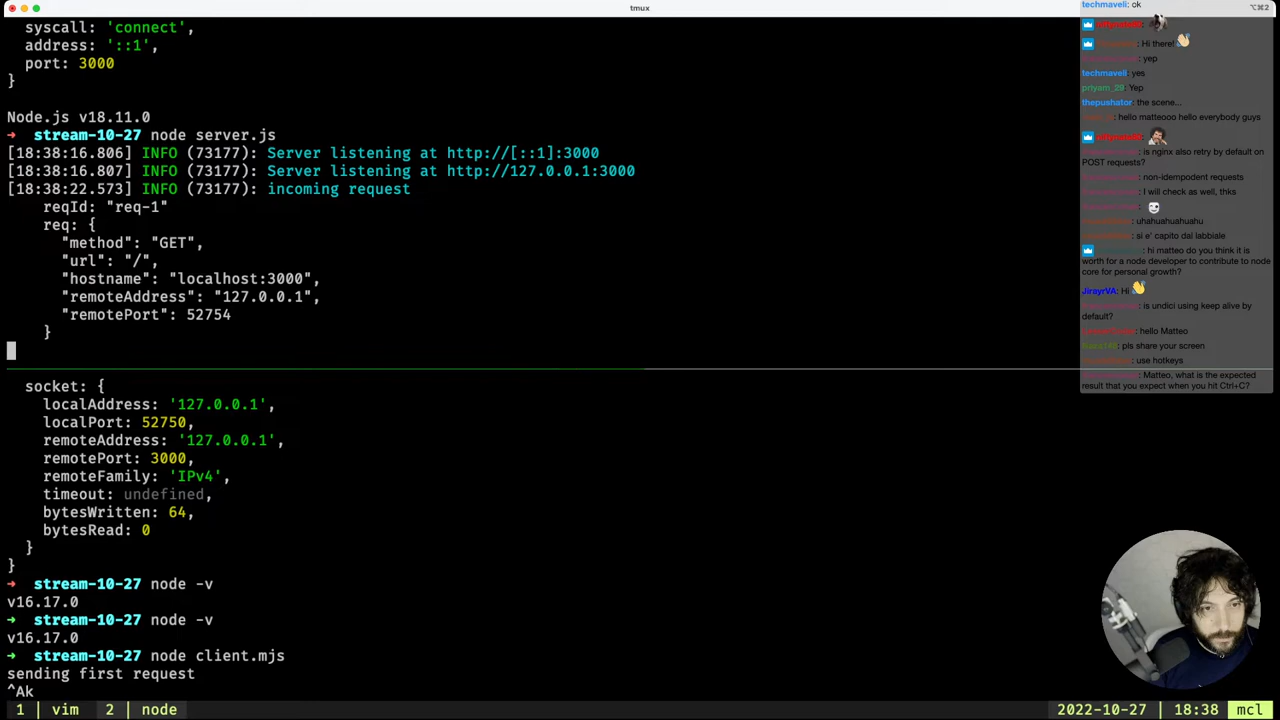 tmux
⌥⌘2
syscall: 'connect',
address: '::1',
port: 3000
}
Node.js v18.11.0
➜ stream-10-27 node server.js
[18:38:16.806] INFO (73177): Server listening at http://[::1]:3000
[18:38:16.807] INFO (73177): Server listening at http://127.0.0.1:3000
[18:38:22.573] INFO (73177): incoming request
reqId: "req-1"
req: {
"method": "GET",
"url": "/",
"hostname": "localhost:3000",
"remoteAddress": "127.0.0.1",
"remotePort": 52754
}
socket: {
localAddress: '127.0.0.1',
localPort: 52750,
remoteAddress: '127.0.0.1',
remotePort: 3000,
remoteFamily: 'IPv4',
timeout: undefined,
bytesWritten: 64,
bytesRead: 0
}
}
➜ stream-10-27 node -v
v16.17.0
➜ stream-10-27 node -v
v16.17.0
➜ stream-10-27 node client.mjs
sending first request
^Ak
1 | vim 2 | node 2022-10-27 | 18:38 mcl
techmaveli: ok
: Hi there!
: yep
techmaveli: yes
priyam_29: Yep
thepushator: the scene...
: hello matteooo hello everybody guys
: is nginx also retry by default on
POST requests?
: non-idempodent requests
: I will check as well, thks
: uhahuahuahuahu
: si e' capito dal labbiale
: hi matteo do you think it is
worth for a node developer to contribute to node
core for personal growth?
JirayrVA: Hi
: is undici using keep alive by
default?
: hello Matteo
: pls share your screen
: use hotkeys
: Matteo, what is the expected
result that you expect when you hit Ctrl+C?